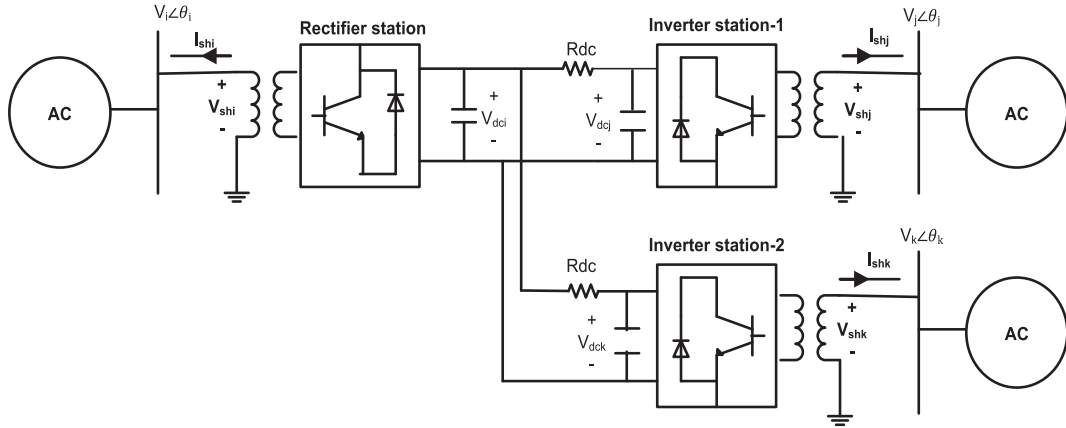 V_i∠θ_i
I_shi
Rectifier station
Inverter station-1
V_j∠θ_j
I_shj
Rdc
AC
+
V_shi
-
+
V_dci
-
+
V_dcj
-
+
V_shj
-
AC
Inverter station-2
V_k∠θ_k
I_shk
Rdc
+
V_dck
-
+
V_shk
-
AC